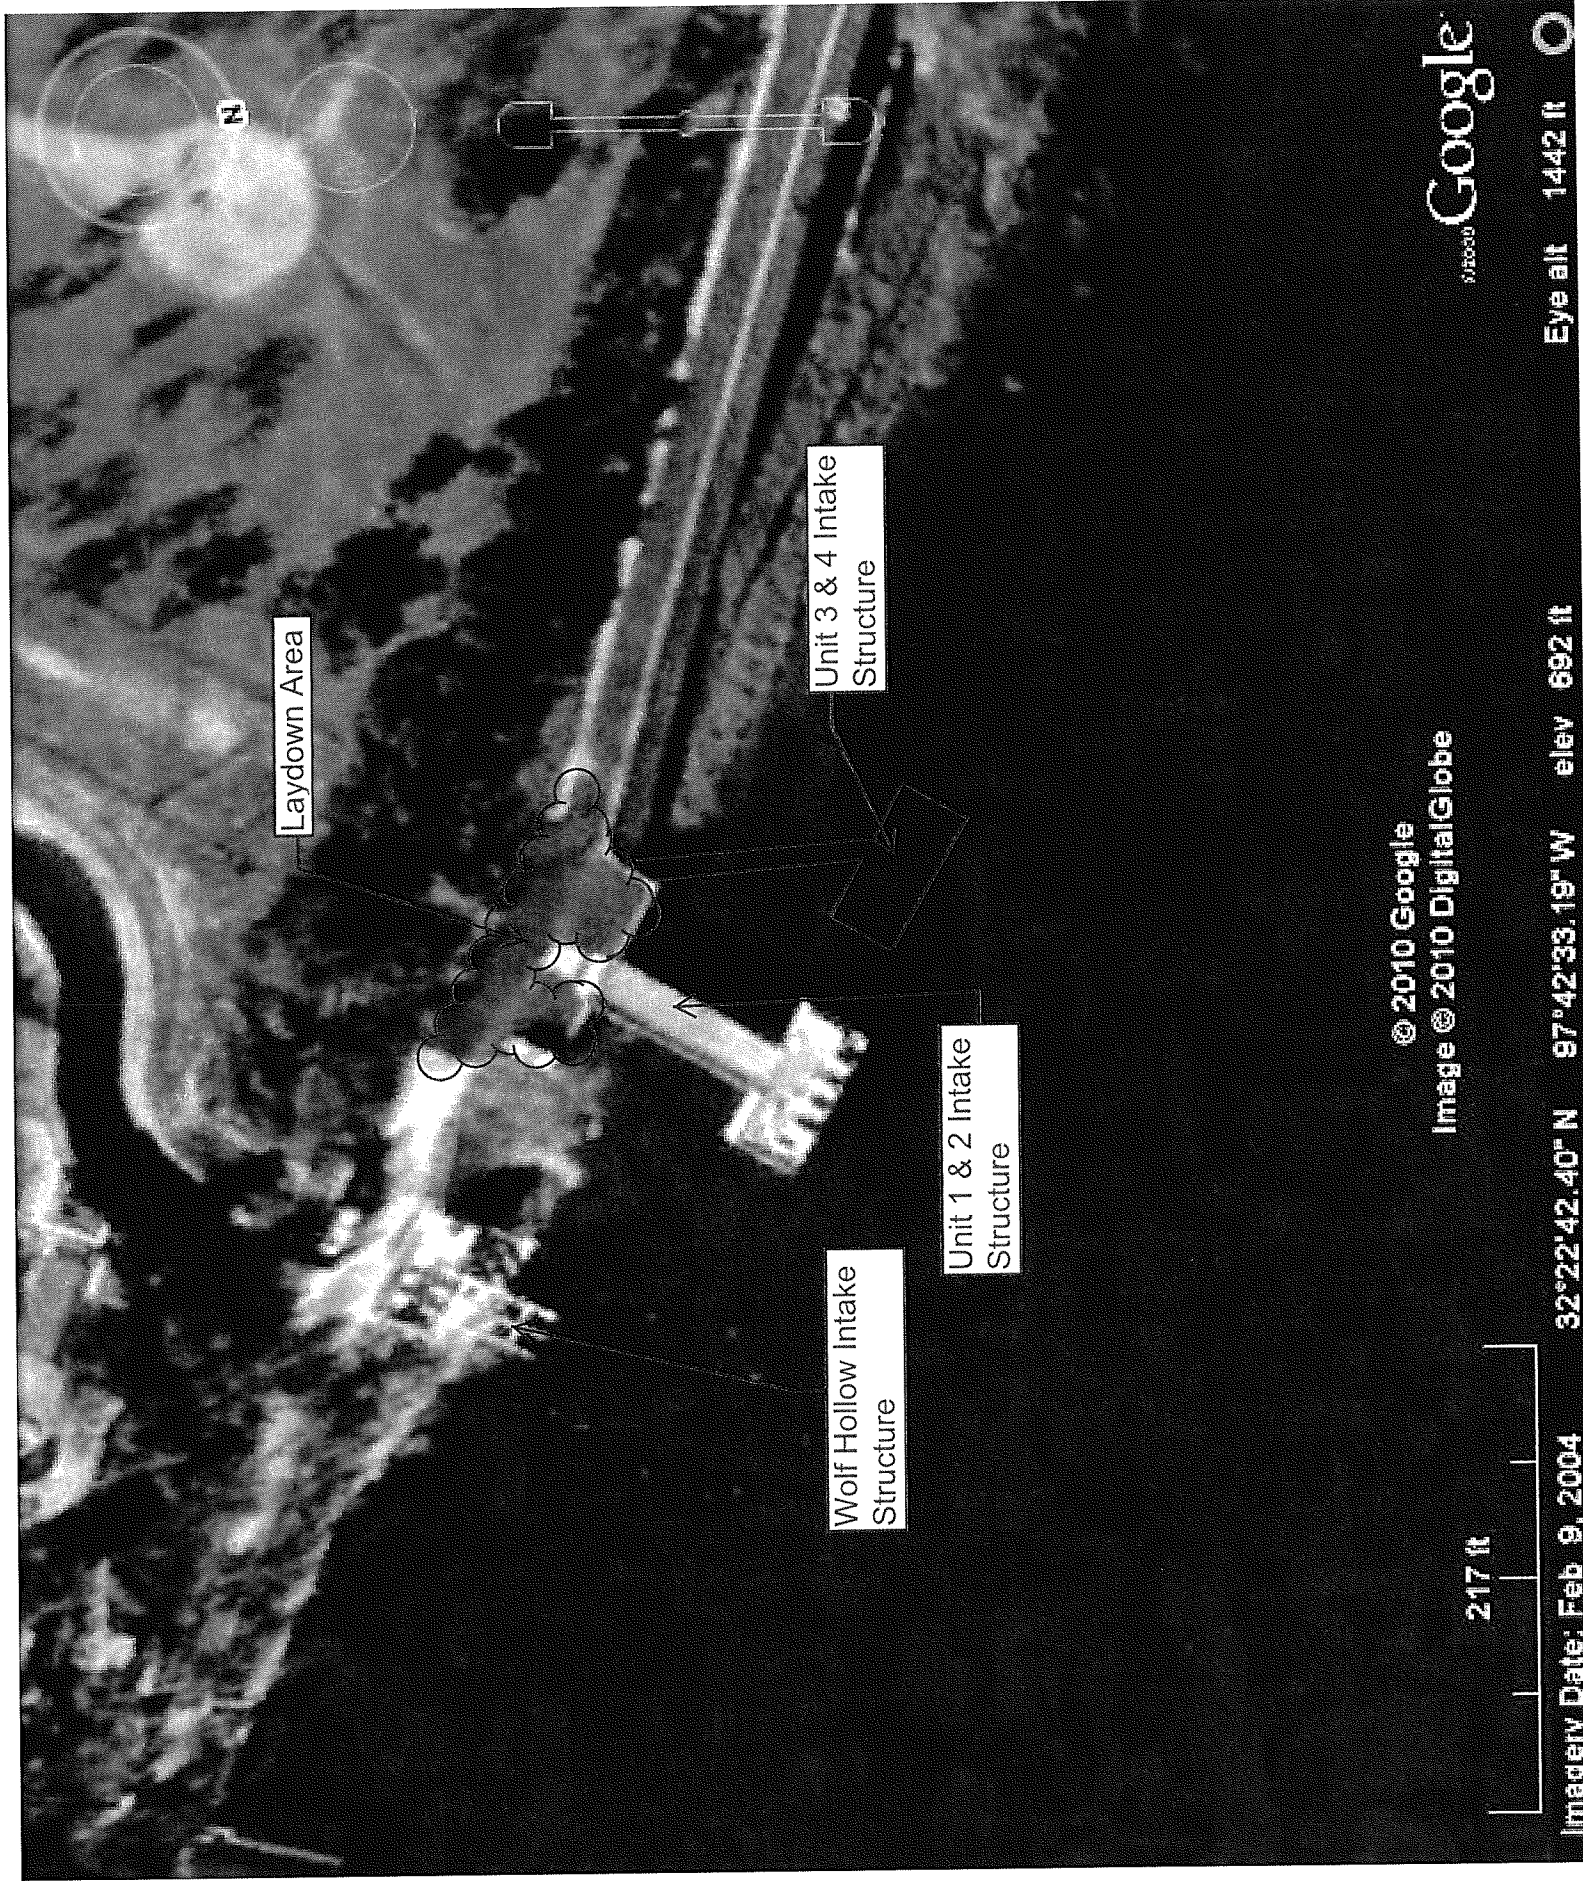 Laydown Area
Unit 3 & 4 Intake
Structure
Wolf Hollow Intake
Structure
Unit 1 & 2 Intake
Structure
N
© 2010 Google
Image © 2010 DigitalGlobe
217 ft
©2009 Google
Imagery Date: Feb 9, 2004 32°22'42.40" N 97°42'33.19" W elev 692 ft Eye alt 1442 ft